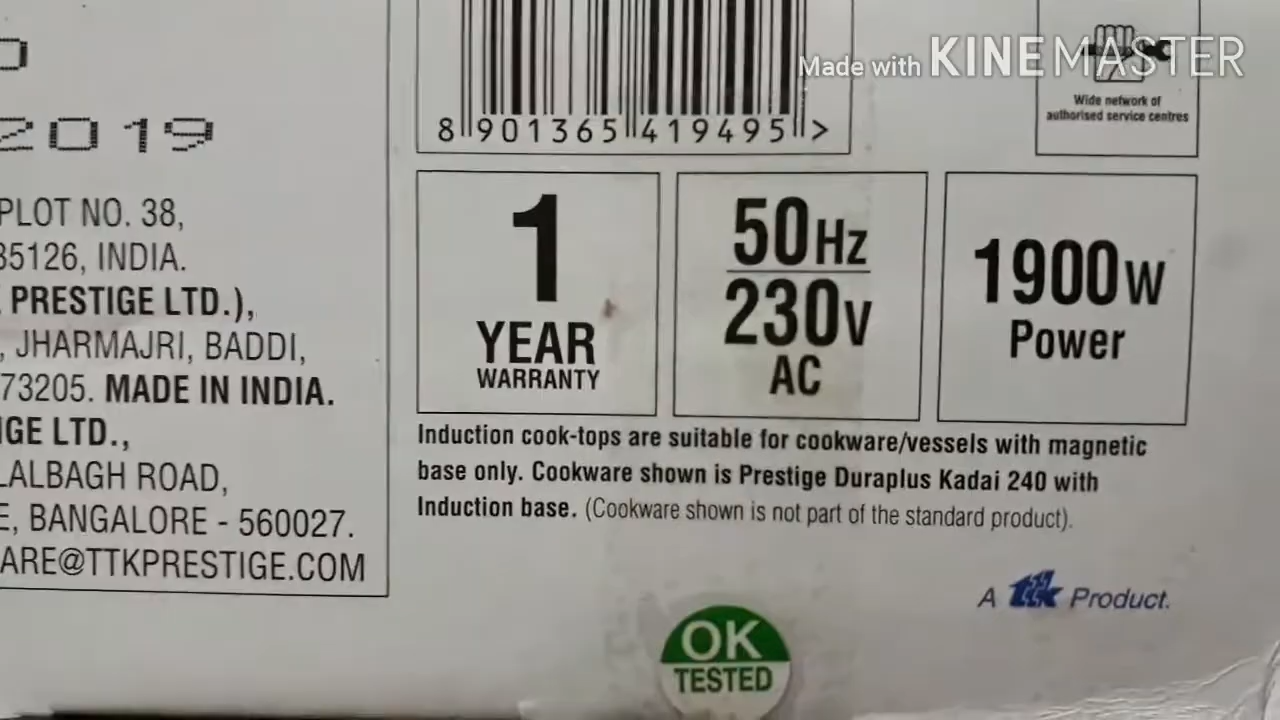 Made with KINEMASTER
2019
PLOT NO. 38,
35126, INDIA.
PRESTIGE LTD.),
, JHARMAJRI, BADDI,
73205. MADE IN INDIA.
IGE LTD.,
LALBAGH ROAD,
E, BANGALORE - 560027.
ARE@TTKPRESTIGE.COM
8 901365 419495 >
Wide network of
authorised service centres
1
YEAR
WARRANTY
50Hz
230V
AC
1900W
Power
Induction cook-tops are suitable for cookware/vessels with magnetic
base only. Cookware shown is Prestige Duraplus Kadai 240 with
Induction base. (Cookware shown is not part of the standard product).
A ttk Product.
OK
TESTED